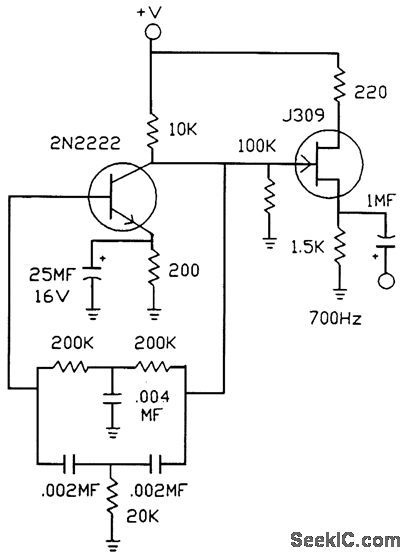 +V
220
J309
10K
2N2222
100K
1MF
+
+
25MF
16V
200
1.5K
700Hz
200K
200K
.004
MF
.002MF
.002MF
20K
SeekIC.com